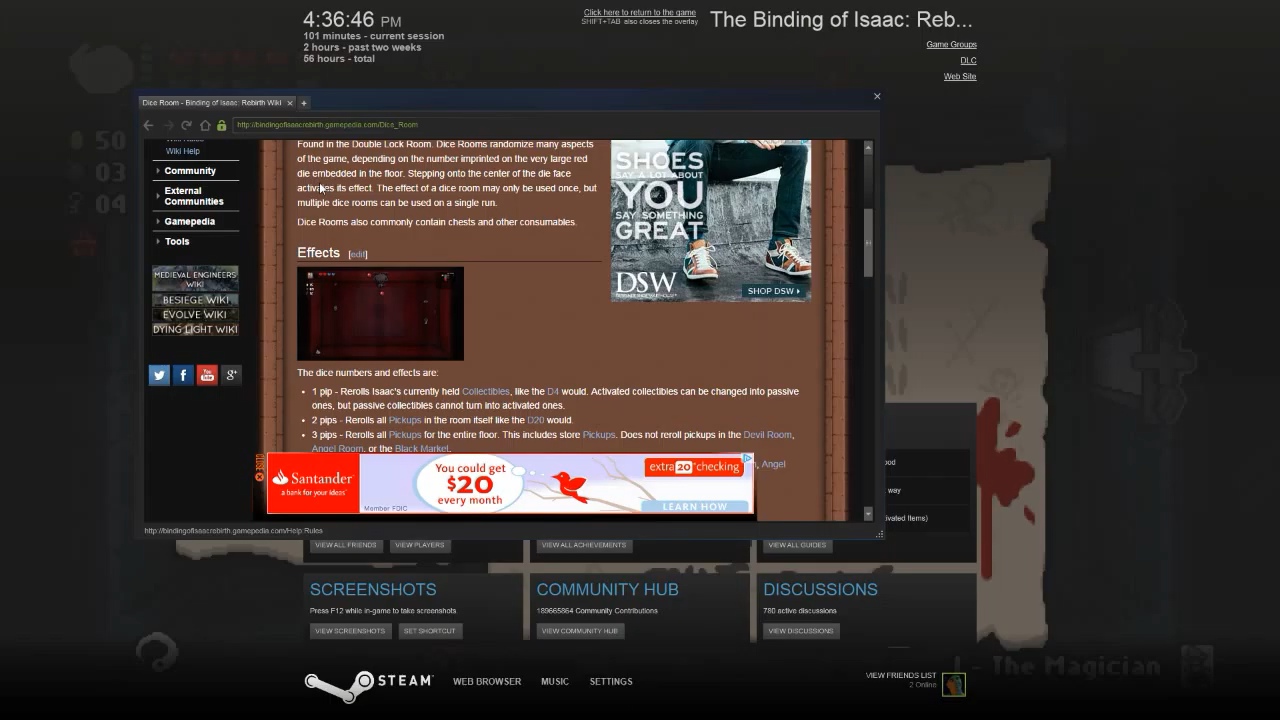 4:36:46 PM
101 minutes - current session
2 hours - past two weeks
56 hours - total
Click here to return to the game
SHIFT+TAB also closes the overlay
The Binding of Isaac: Reb...
Game Groups
DLC
Web Site
Dice Room - Binding of Isaac: Rebirth Wiki × +
http://bindingofisaacrebirth.gamepedia.com/Dice_Room
50
03
04
Wiki Help
Community
External
Communities
Gamepedia
Tools
MEDIEVAL ENGINEERS
WIKI
BESIEGE WIKI
EVOLVE WIKI
DYING LIGHT WIKI
Found in the Double Lock Room. Dice Rooms randomize many aspects
of the game, depending on the number imprinted on the very large red
die embedded in the floor. Stepping onto the center of the die face
activates its effect. The effect of a dice room may only be used once, but
multiple dice rooms can be used on a single run.
Dice Rooms also commonly contain chests and other consumables.
Effects [edit]
The dice numbers and effects are:
• 1 pip - Rerolls Isaac's currently held Collectibles, like the D4 would. Activated collectibles can be changed into passive
ones, but passive collectibles cannot turn into activated ones.
• 2 pips - Rerolls all Pickups in the room itself like the D20 would.
• 3 pips - Rerolls all Pickups for the entire floor. This includes store Pickups. Does not reroll pickups in the Devil Room,
Angel Room, or the Black Market.
, Angel
SHOES
SAY A LOT ABOUT
YOU
SAY SOMETHING
GREAT
DSW
SHOP DSW
CLOSE
Santander
a bank for your ideas
Member FDIC
You could get
$20
every month
extra20 checking
LEARN HOW
http://bindingofisaacrebirth.gamepedia.com/Help:Rules
ood
way
ivated Items)
VIEW ALL FRIENDS
VIEW PLAYERS
VIEW ALL ACHIEVEMENTS
VIEW ALL GUIDES
SCREENSHOTS
Press F12 while in-game to take screenshots
VIEW SCREENSHOTS
SET SHORTCUT
COMMUNITY HUB
189665864 Community Contributions
VIEW COMMUNITY HUB
DISCUSSIONS
780 active discussions
VIEW DISCUSSIONS
I - The Magician
STEAM
WEB BROWSER
MUSIC
SETTINGS
VIEW FRIENDS LIST
2 Online